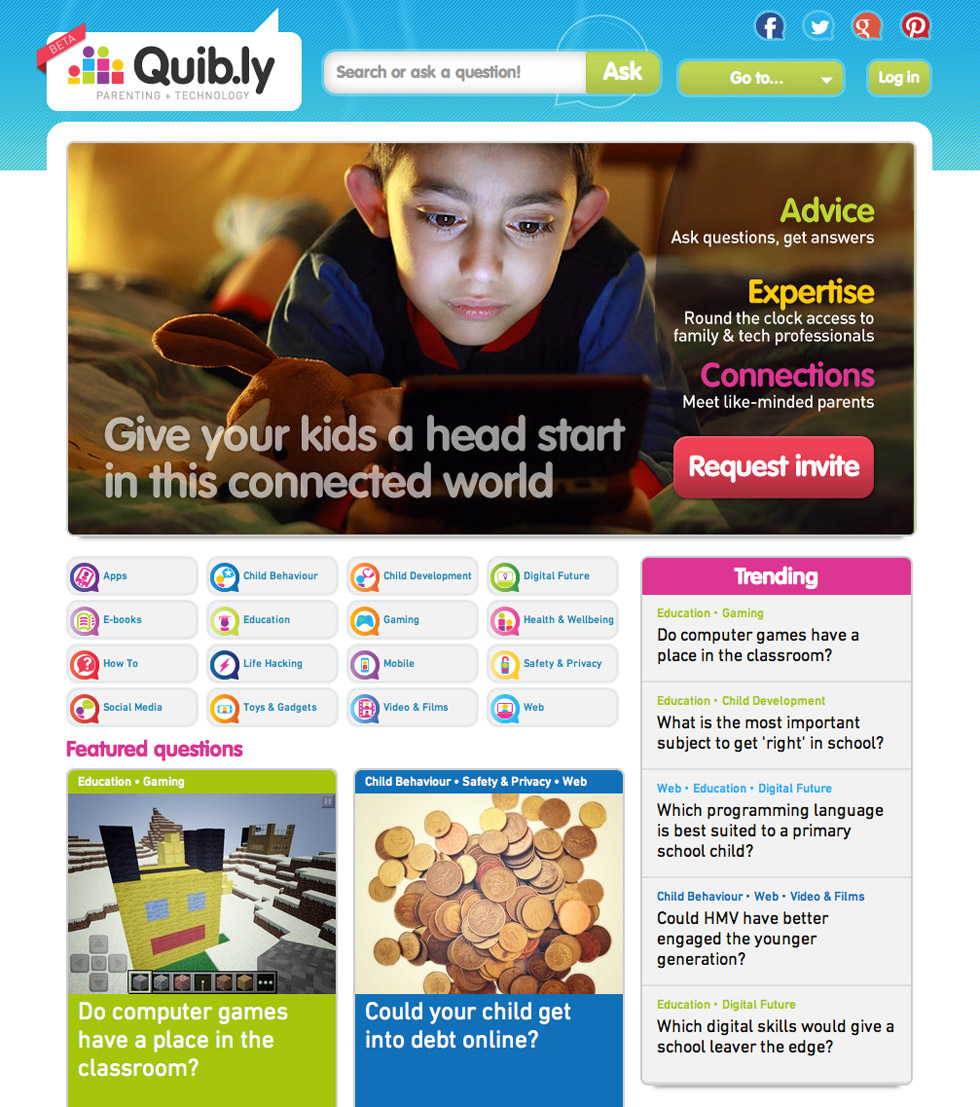 BETA
Quib.ly
PARENTING + TECHNOLOGY
Search or ask a question!
Ask
Go to...
Log in
Advice
Ask questions, get answers
Expertise
Round the clock access to
family & tech professionals
Connections
Meet like-minded parents
Request invite
Give your kids a head start
in this connected world
Apps
Child Behaviour
Child Development
Digital Future
E-books
Education
Gaming
Health & Wellbeing
How To
Life Hacking
Mobile
Safety & Privacy
Social Media
Toys & Gadgets
Video & Films
Web
Featured questions
Education • Gaming
Do computer games
have a place in the
classroom?
Child Behaviour • Safety & Privacy • Web
Could your child get
into debt online?
Trending
Education • Gaming
Do computer games have a
place in the classroom?
Education • Child Development
What is the most important
subject to get 'right' in school?
Web • Education • Digital Future
Which programming language
is best suited to a primary
school child?
Child Behaviour • Web • Video & Films
Could HMV have better
engaged the younger
generation?
Education • Digital Future
Which digital skills would give a
school leaver the edge?